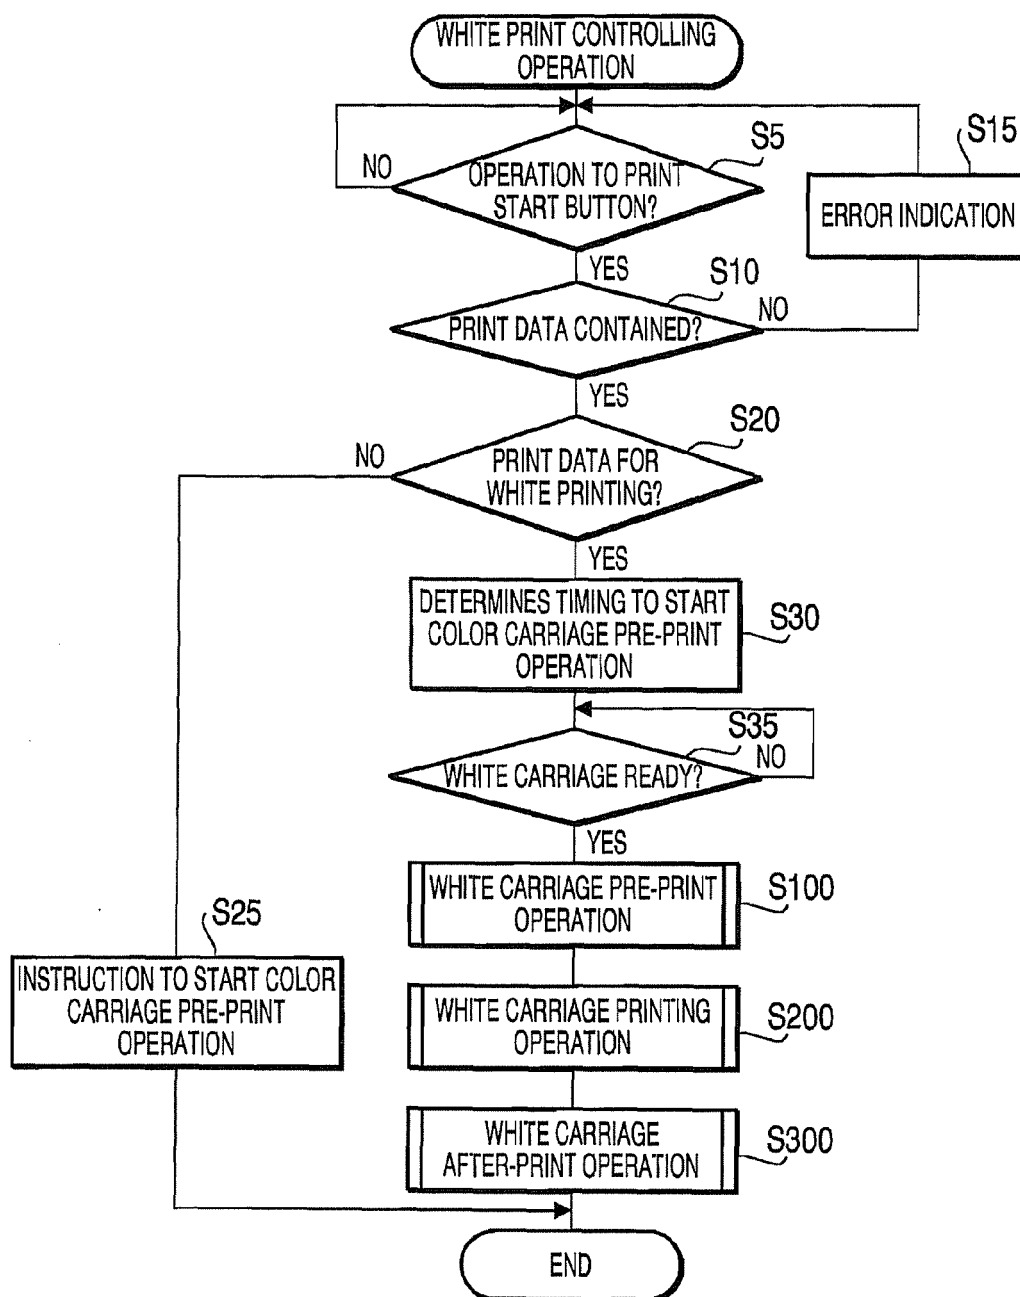 WHITE PRINT CONTROLLING
OPERATION
S5
S15
NO
OPERATION TO PRINT
START BUTTON?
ERROR INDICATION
YES
S10
NO
PRINT DATA CONTAINED?
YES
S20
NO
PRINT DATA FOR
WHITE PRINTING?
YES
DETERMINES TIMING TO START
COLOR CARRIAGE PRE-PRINT
OPERATION
S30
S35
NO
WHITE CARRIAGE READY?
YES
WHITE CARRIAGE PRE-PRINT
OPERATION
S100
S25
INSTRUCTION TO START COLOR
CARRIAGE PRE-PRINT
OPERATION
WHITE CARRIAGE PRINTING
OPERATION
S200
WHITE CARRIAGE
AFTER-PRINT OPERATION
S300
END